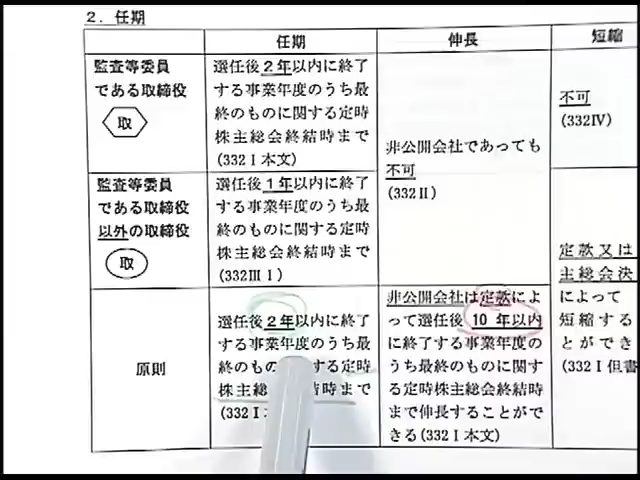 2．任期
任期
伸長
短縮
監査等委員
である取締役
取
選任後2年以内に終了
する事業年度のうち最
終のものに関する定時
株主総会終結時まで
(332Ⅰ本文)
非公開会社であっても
不可
(332Ⅱ)
不可
(332Ⅳ)
監査等委員
である取締役
以外の取締役
取
選任後1年以内に終了
する事業年度のうち最
終のものに関する定時
株主総会終結時まで
(332ⅢⅠ)
定款又は
主総会決
によって
短縮する
とができ
(332Ⅰ但書
原則
選任後2年以内に終了
する事業年度のうち最
終のもの する定時
株主総 結時まで
(332Ⅰ
非公開会社は定款によ
って選任後 10 年以内
に終了する事業年度の
うち最終のものに関す
る定時株主総会終結時
まで伸長することがで
きる(332Ⅰ本文)